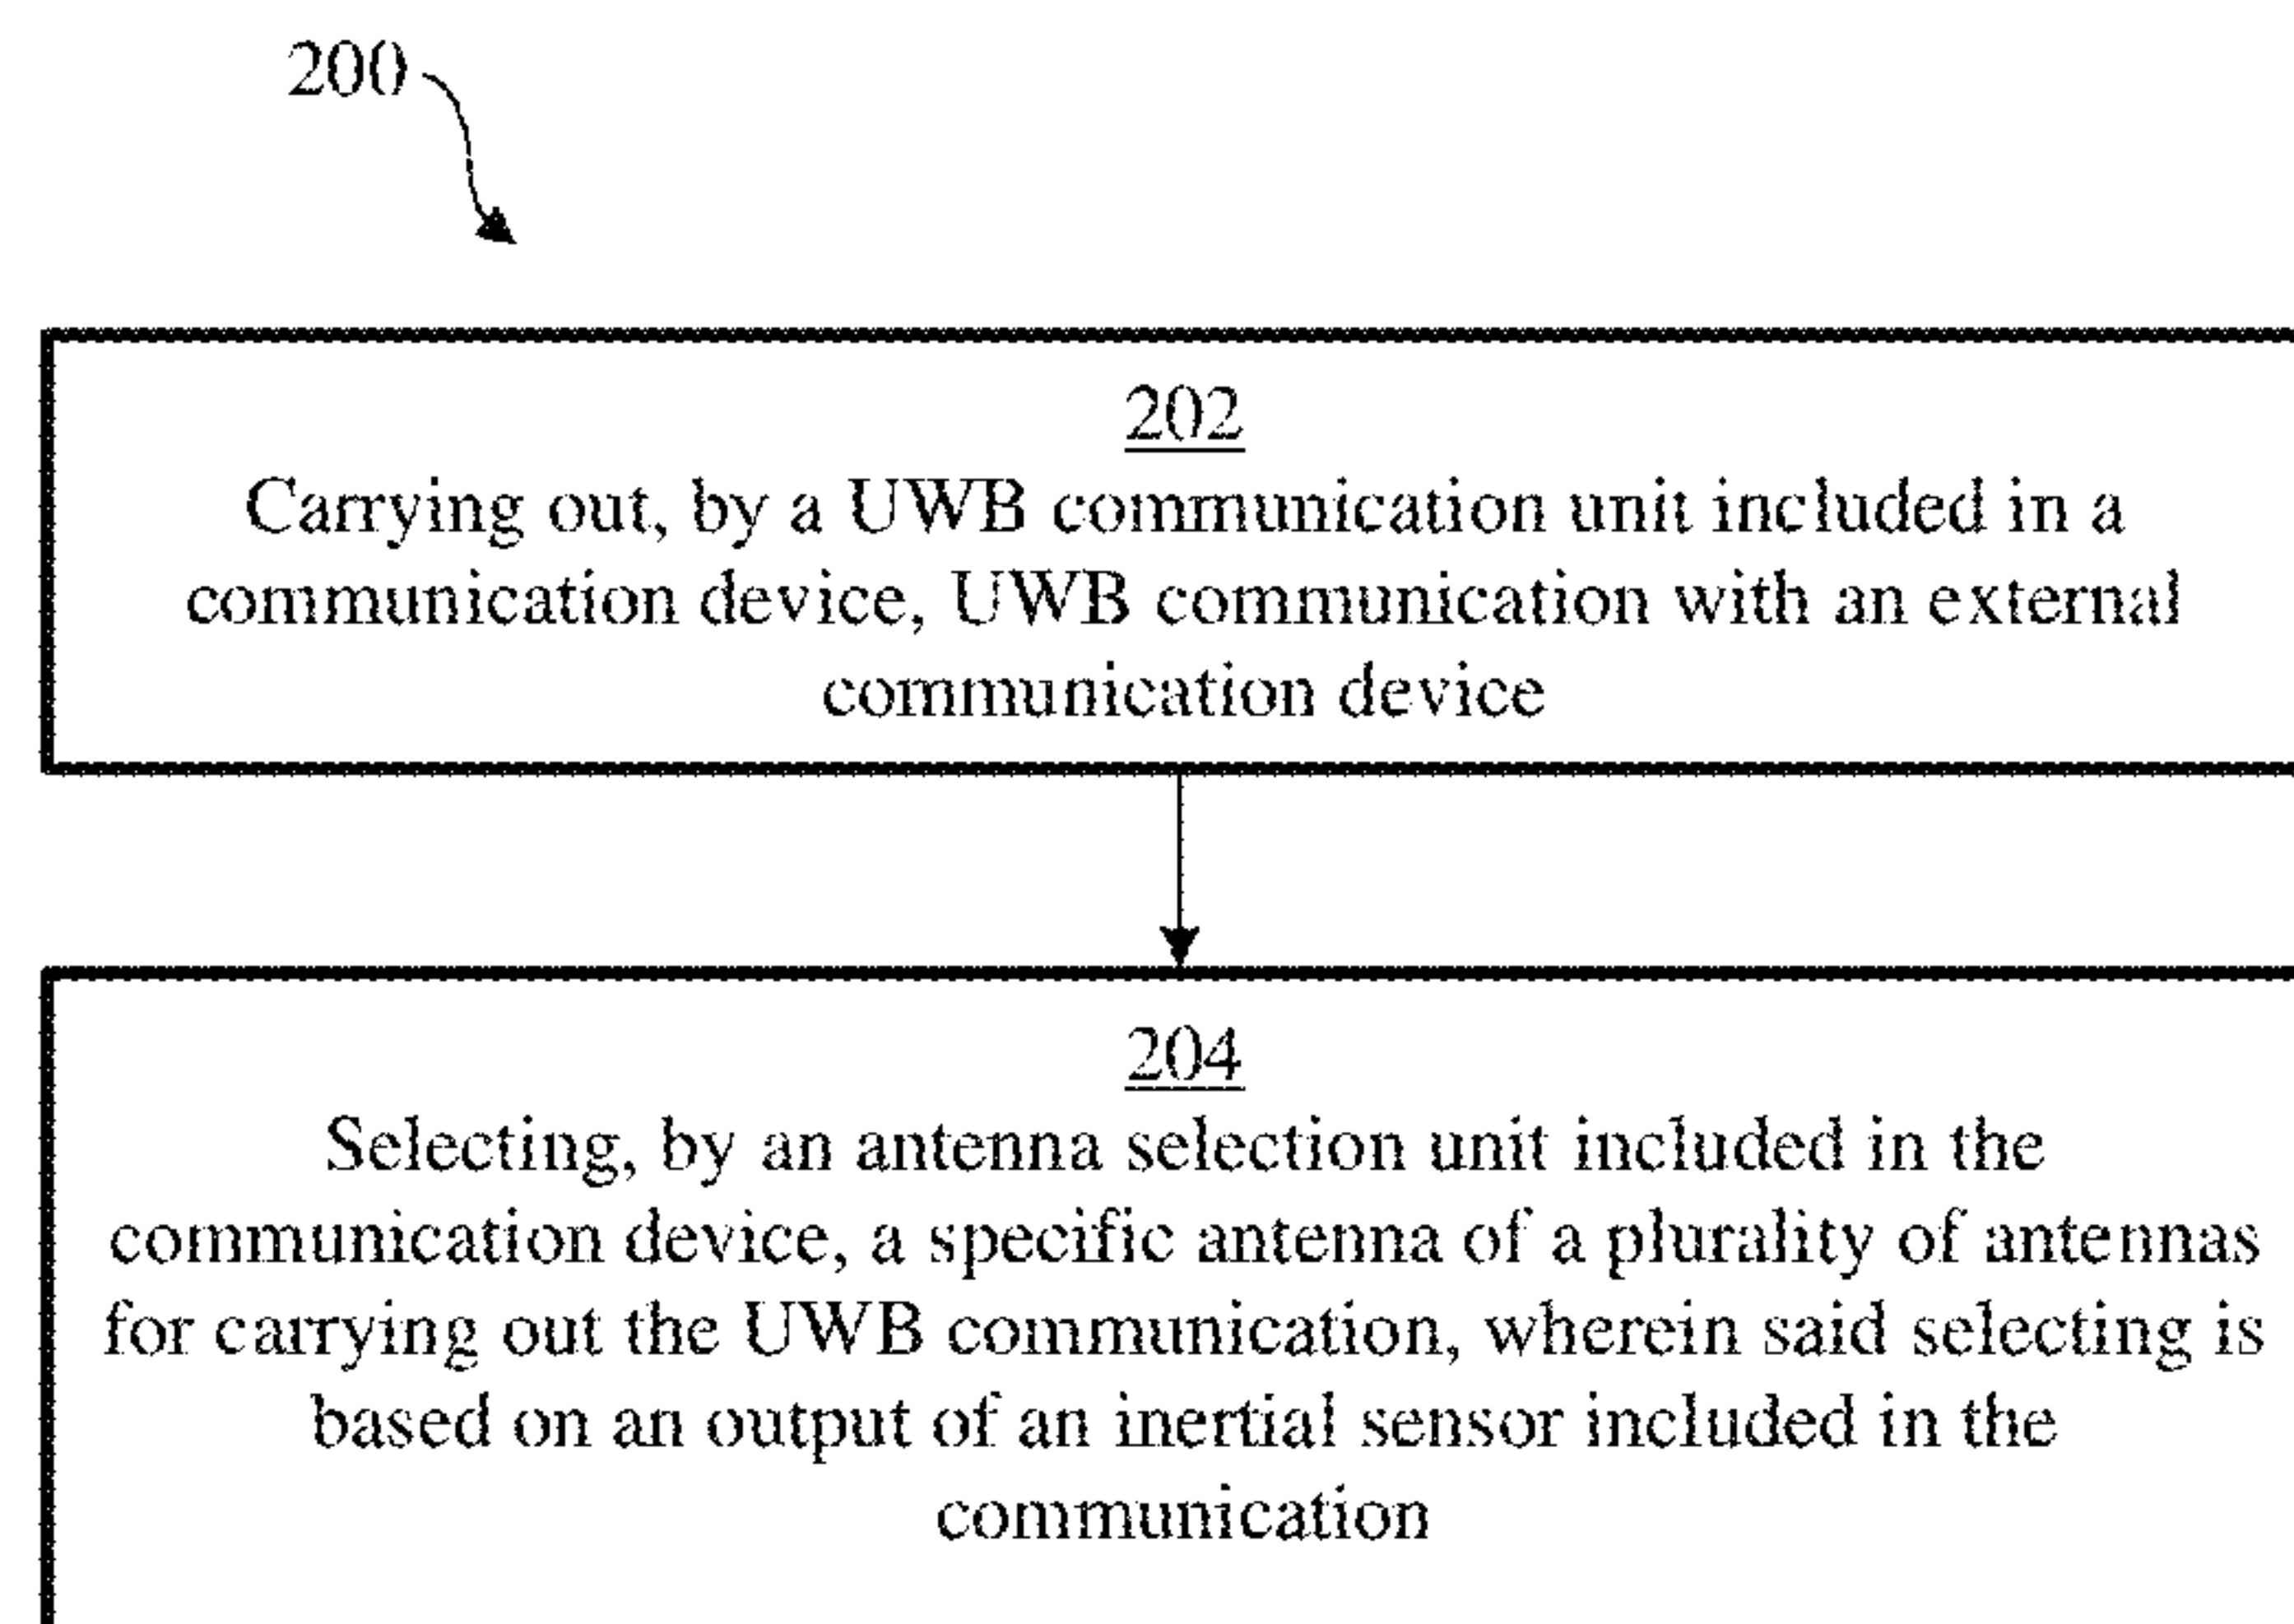 200
202
Carrying out, by a UWB communication unit included in a
communication device, UWB communication with an external
communication device
204
Selecting, by an antenna selection unit included in the
communication device, a specific antenna of a plurality of antennas
for carrying out the UWB communication, wherein said selecting is
based on an output of an inertial sensor included in the
communication